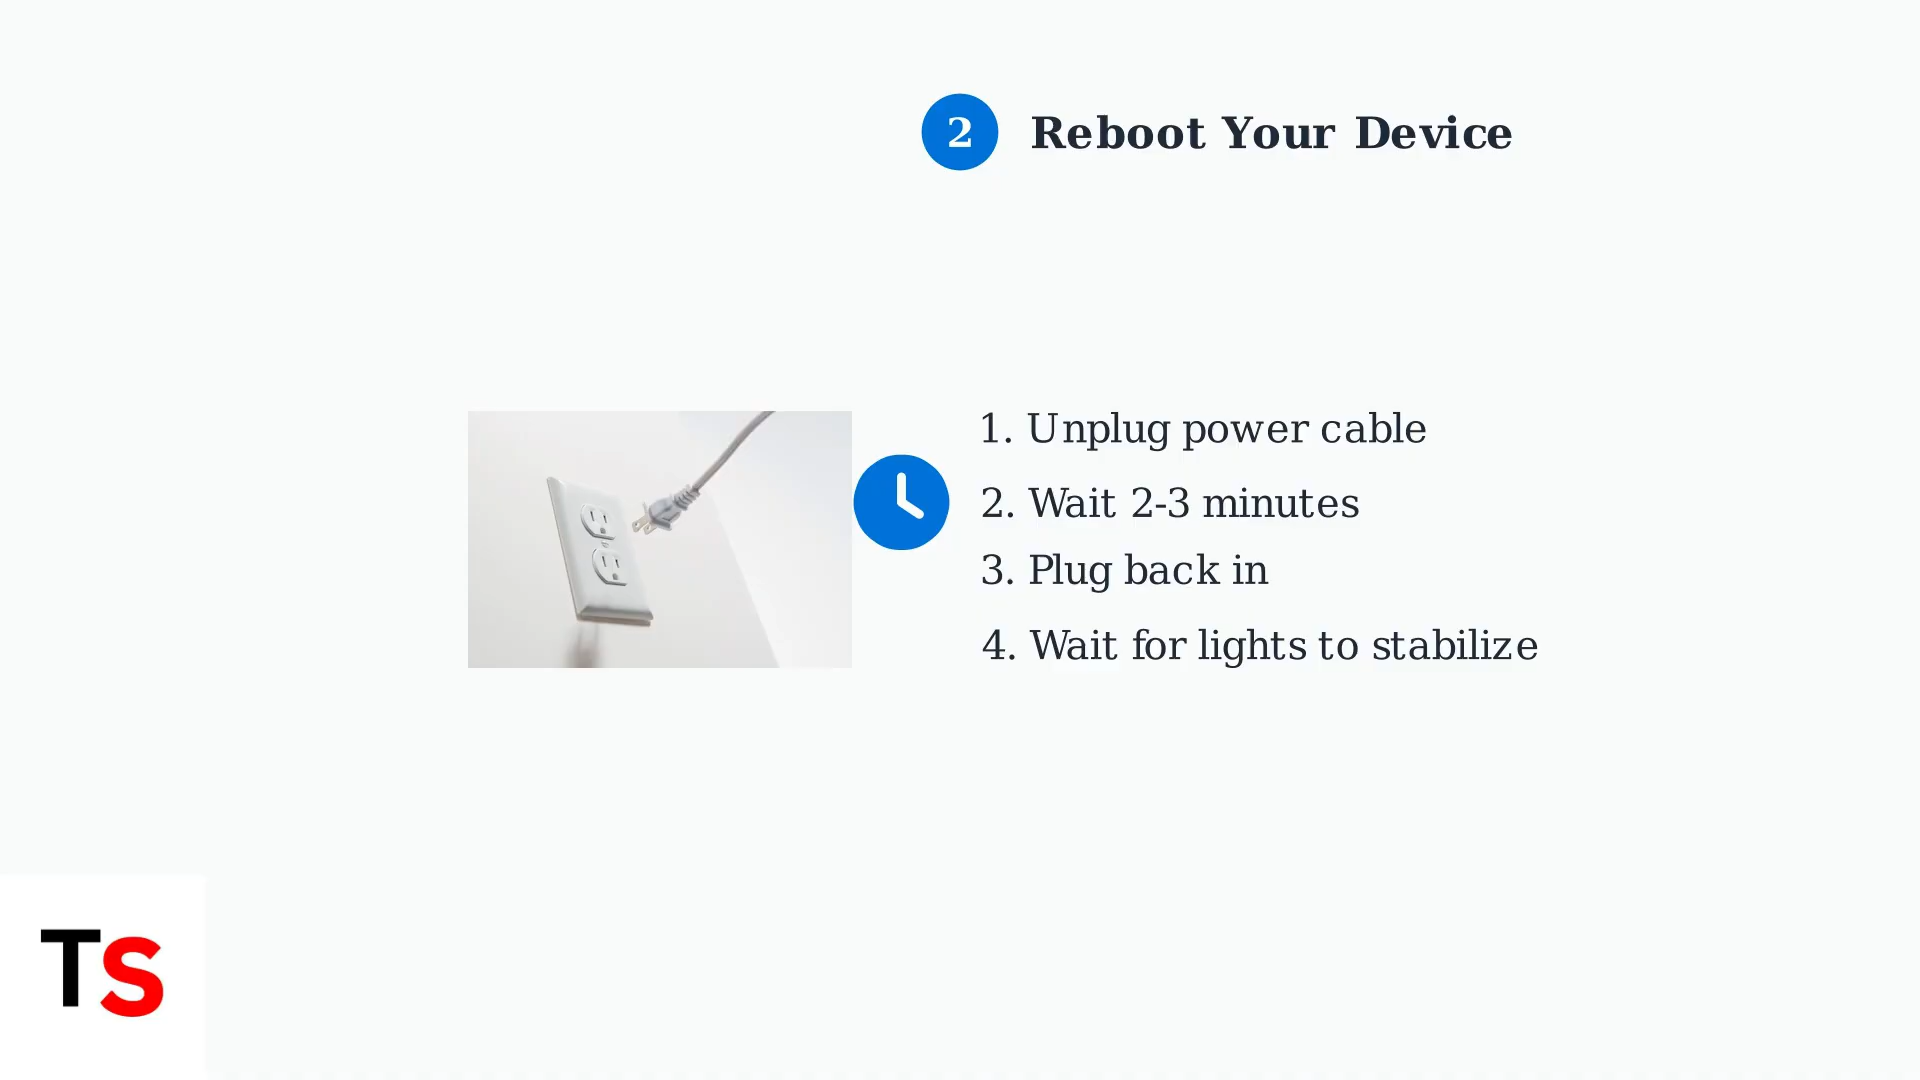 2 Reboot Your Device
1. Unplug power cable
2. Wait 2-3 minutes
3. Plug back in
4. Wait for lights to stabilize
TS